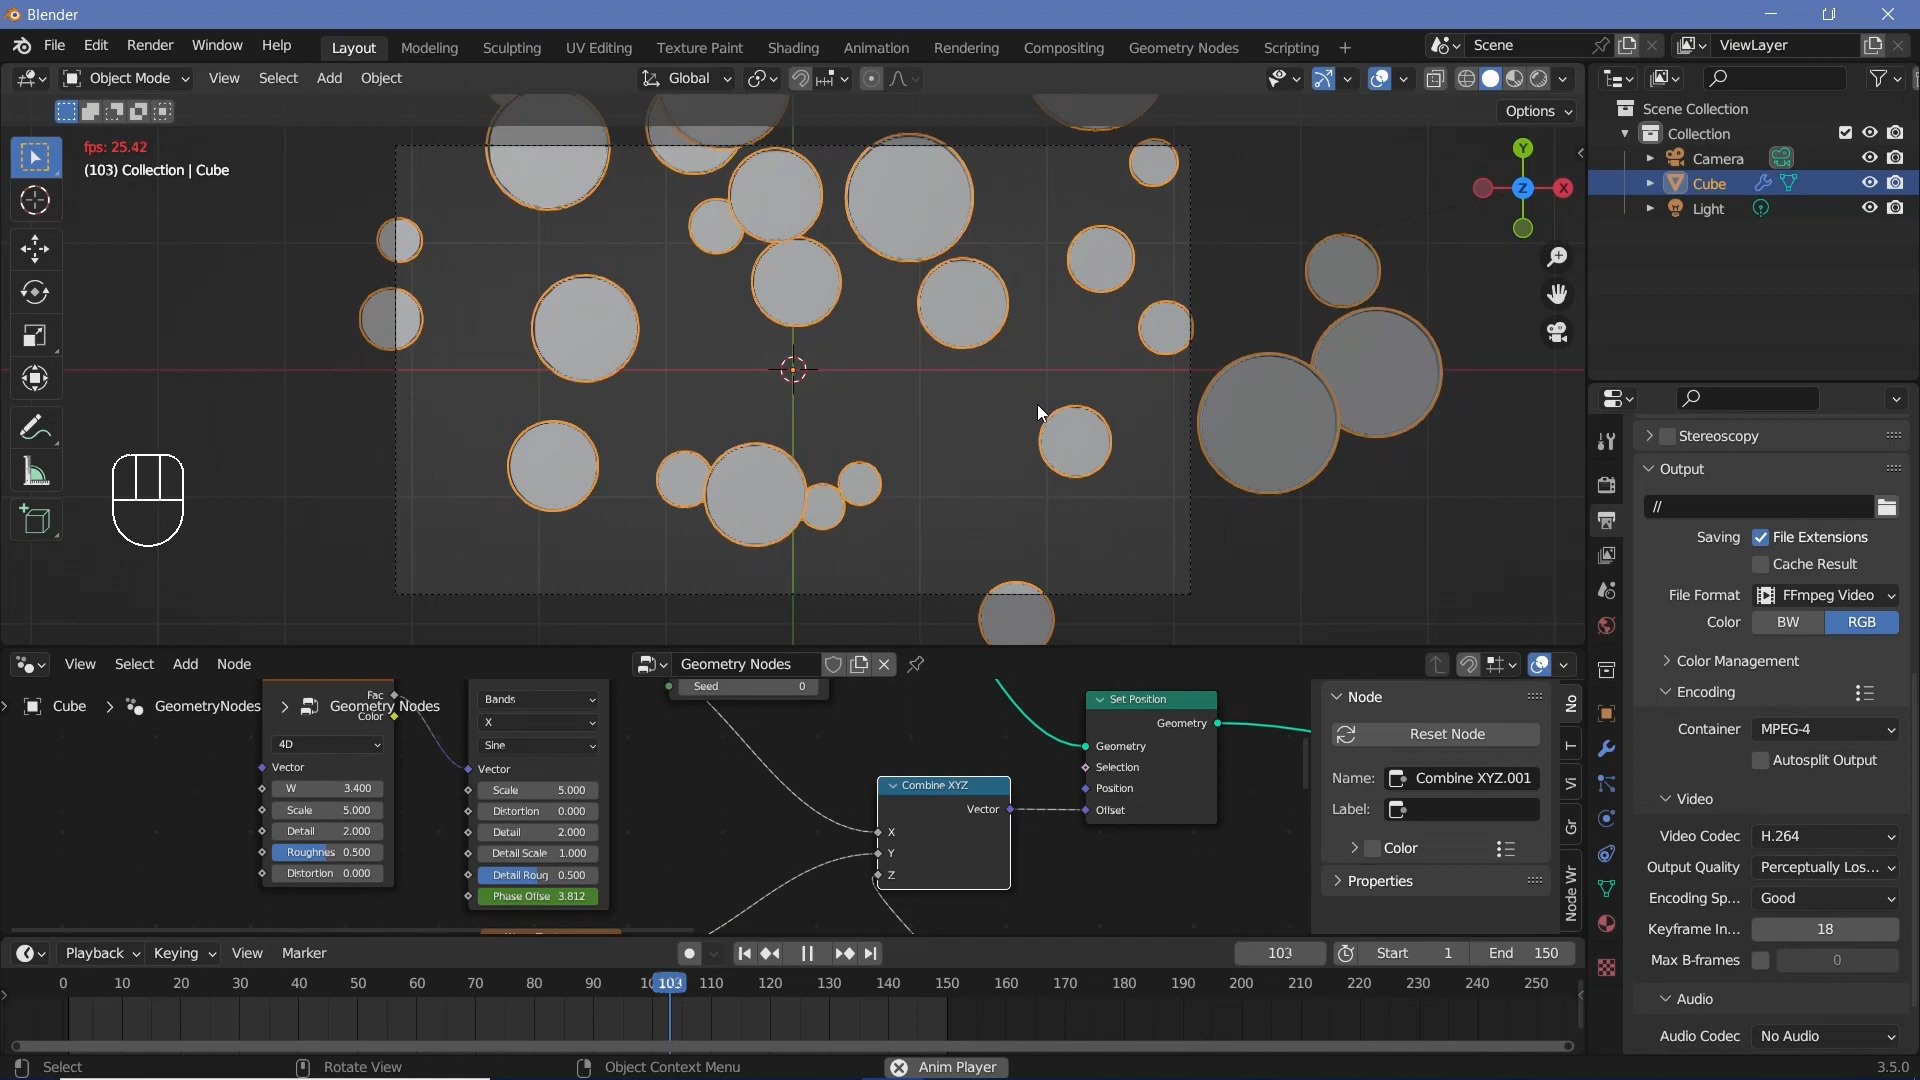 Blender
File Edit Render Window Help
Layout Modeling Sculpting UV Editing Texture Paint Shading Animation Rendering Compositing Geometry Nodes Scripting +
Scene
ViewLayer
Object Mode View Select Add Object
Global
Options
fps: 25.42
(103) Collection | Cube
Y
X
Z
Scene Collection
Collection
Camera
Cube
Light
Stereoscopy
Output
//
Saving File Extensions
Cache Result
File Format FFmpeg Video
Color BW RGB
Color Management
Encoding
Container MPEG-4
Autosplit Output
Video
Video Codec H.264
Output Quality Perceptually Los...
Encoding Sp... Good
Keyframe In... 18
Max B-frames 0
Audio
Audio Codec No Audio
View Select Add Node
Geometry Nodes
Cube > GeometryNodes > Geometry Nodes
Fac
Color
4D
Vector
W 3.400
Scale 5.000
Detail 2.000
Roughnes 0.500
Distortion 0.000
Bands
X
Sine
Vector
Scale 5.000
Distortion 0.000
Detail 2.000
Detail Scale 1.000
Detail Roug 0.500
Phase Offse 3.812
Seed 0
Combine XYZ
Vector
X
Y
Z
Set Position
Geometry
Geometry
Selection
Position
Offset
Node
Reset Node
Name: Combine XYZ.001
Label:
Color
Properties
No
T
Vi
Gr
Node Wr
Playback Keying View Marker
103 Start 1 End 150
0 10 20 30 40 50 60 70 80 90 103 110 120 130 140 150 160 170 180 190 200 210 220 230 240 250
Select Rotate View Object Context Menu Anim Player 3.5.0